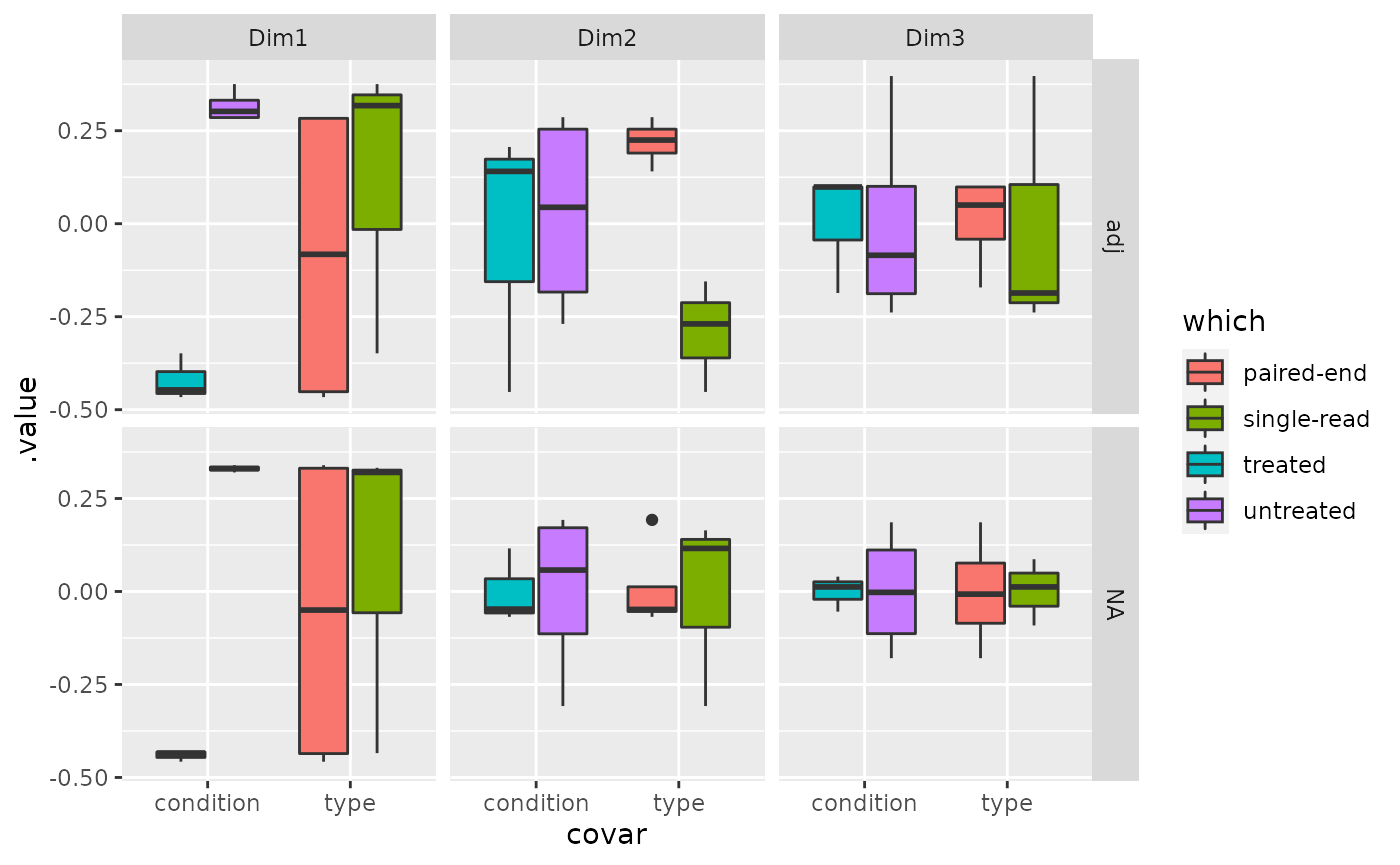 Dim1 Dim2 Dim3
0.25
0.00
-0.25
-0.50
adj
0.25
0.00
-0.25
-0.50
NA
condition type condition type condition type
covar
.value
which
paired-end
single-read
treated
untreated